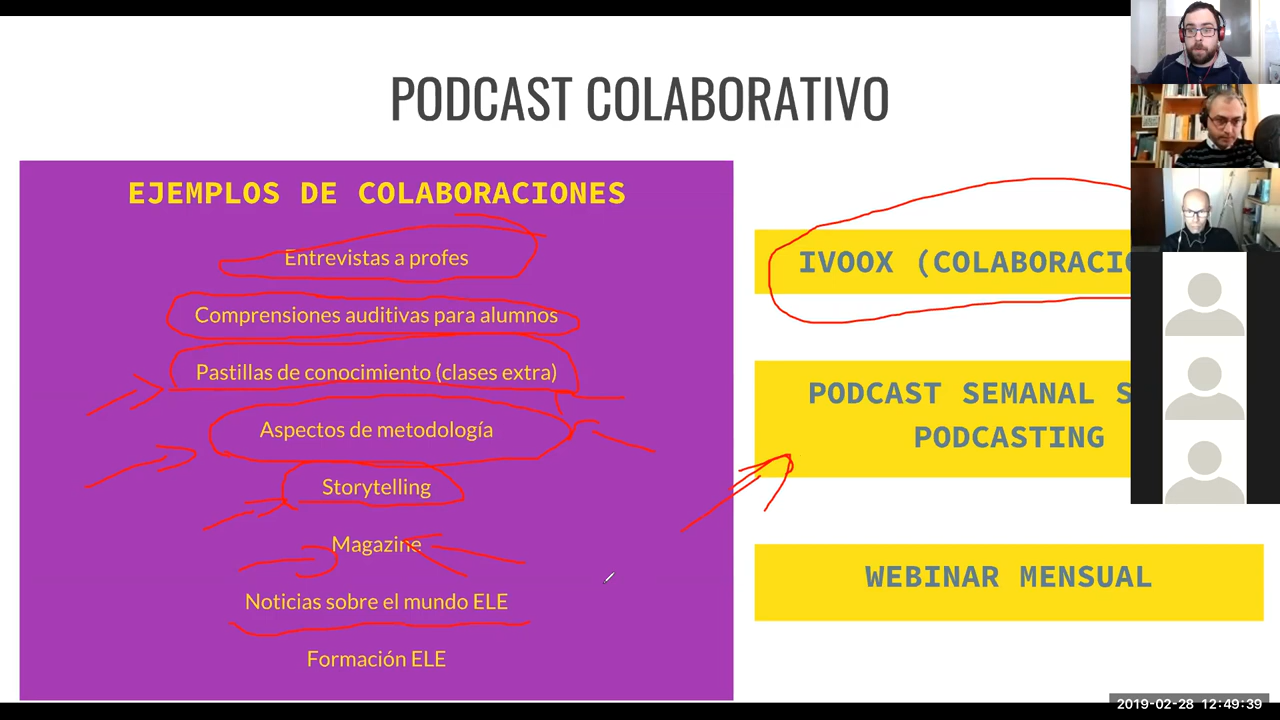 PODCAST COLABORATIVO
EJEMPLOS DE COLABORACIONES
Entrevistas a profes
Comprensiones auditivas para alumnos
Pastillas de conocimiento (clases extra)
Aspectos de metodología
Storytelling
Magazine
Noticias sobre el mundo ELE
Formación ELE
IVOOX
PODCAST SEMANAL
PODCASTING
WEBINAR MENSUAL
2019-02-28 12:49:39